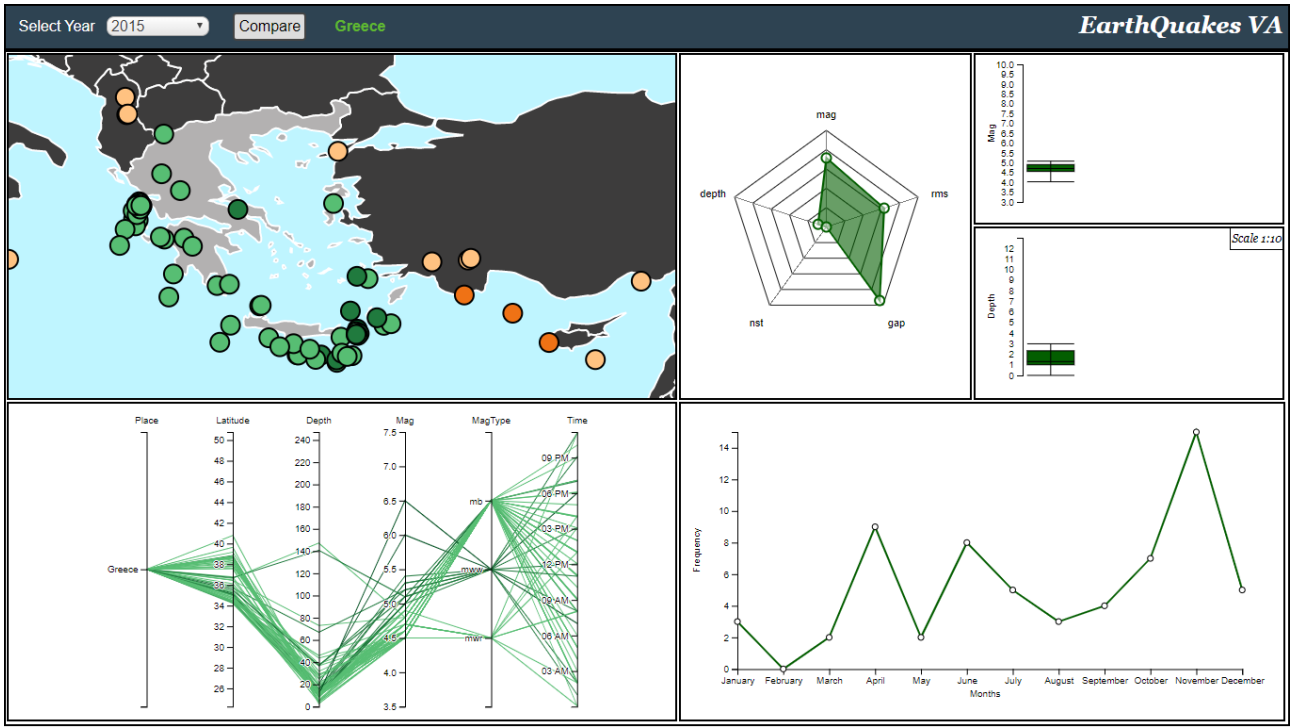 Select Year 2015 Compare Greece EarthQuakes VA
mag
rms
gap
nst
depth
Mag
10.0
9.5
9.0
8.5
8.0
7.5
7.0
6.5
6.0
5.5
5.0
4.5
4.0
3.5
3.0
Scale 1:10
Depth
12
11
10
9
8
7
6
5
4
3
2
1
0
Place Latitude Depth Mag MagType Time
Greece
50
48
46
44
42
40
38
36
34
32
30
28
26
240
220
200
180
160
140
120
100
80
60
40
20
0
7.5
7.0
6.5
6.0
5.5
5.0
4.5
4.0
3.5
mb
mww
mwr
09 PM
06 PM
03 PM
12 PM
09 AM
06 AM
03 AM
Frequency
14
12
10
8
6
4
2
0
January February March April May June July August September October November December
Months